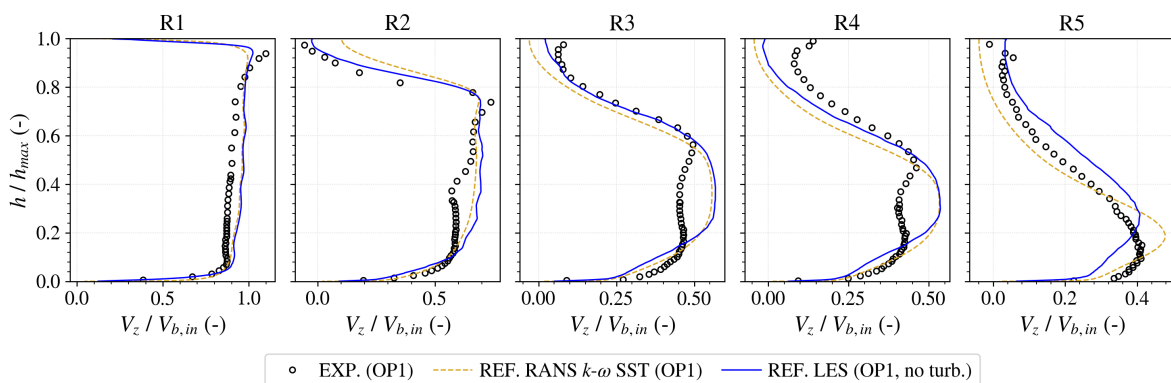 R1 R2 R3 R4 R5
h / h_max (-)
1.0
0.8
0.6
0.4
0.2
0.0
0.0 0.5 1.0 0.0 0.5 0.00 0.25 0.50 0.00 0.25 0.50 0.0 0.2 0.4
V_z / V_b,in (-) V_z / V_b,in (-) V_z / V_b,in (-) V_z / V_b,in (-) V_z / V_b,in (-)
EXP. (OP1) REF. RANS k-ω SST (OP1) REF. LES (OP1, no turb.)